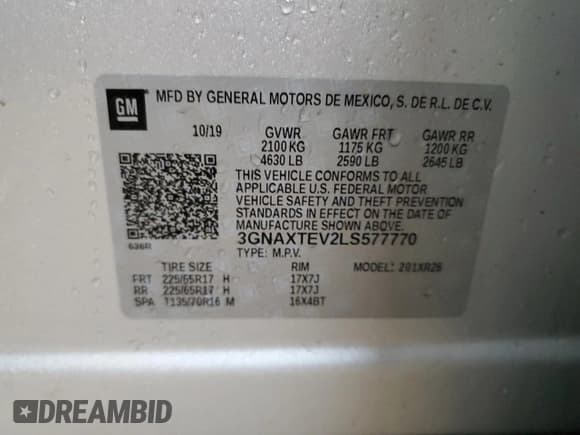 GM
MFD BY GENERAL MOTORS DE MEXICO, S. DE R.L. DE C.V.
10/19 GVWR GAWR FRT GAWR RR
2100 KG 1175 KG 1200 KG
4630 LB 2590 LB 2645 LB
THIS VEHICLE CONFORMS TO ALL
APPLICABLE U.S. FEDERAL MOTOR
VEHICLE SAFETY AND THEFT PREVENTION
STANDARDS IN EFFECT ON THE DATE OF
MANUFACTURE SHOWN ABOVE.
636R 3GNAXTEV2LS577770
TYPE: M.P.V.
TIRE SIZE RIM MODEL: 201XR26
FRT 225/65R17 H 17X7J
RR 225/65R17 H 17X7J
SPA T135/70R16 M 16X4BT
DREAMBID